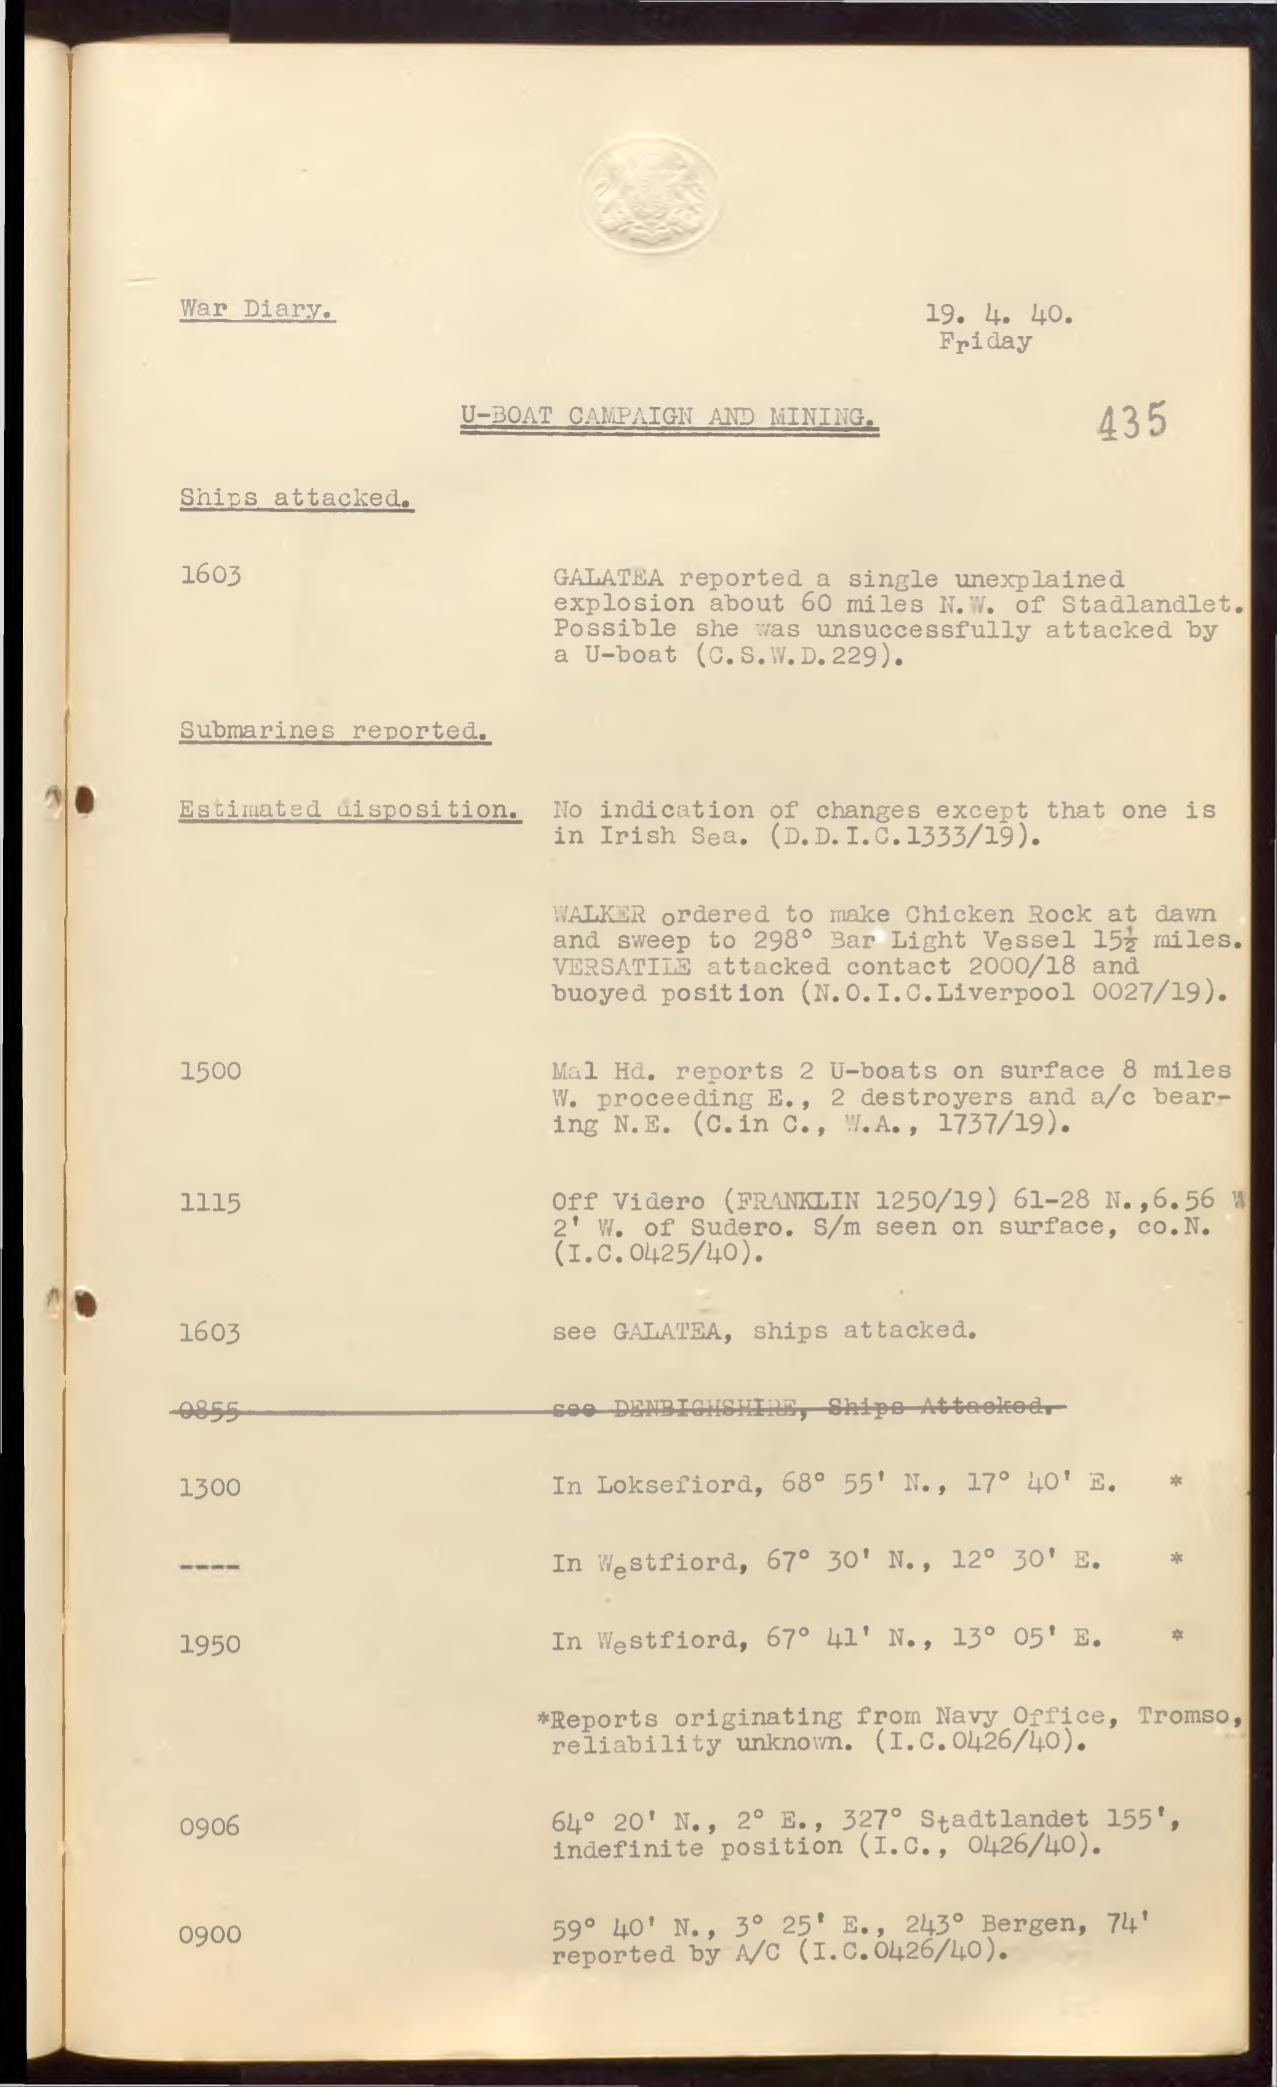 War Diary.
19. 4. 40.
Friday
U-BOAT CAMPAIGN AND MINING.
435
Ships attacked.
1603 GALATEA reported a single unexplained
explosion about 60 miles N.W. of Stadlandlet.
Possible she was unsuccessfully attacked by
a U-boat (C.S.W.D.229).
Submarines reported.
Estimated disposition. No indication of changes except that one is
in Irish Sea. (D.D.I.C.1333/19).
WALKER ordered to make Chicken Rock at dawn
and sweep to 298° Bar Light Vessel 15½ miles.
VERSATILE attacked contact 2000/18 and
buoyed position (N.O.I.C.Liverpool 0027/19).
1500 Mal Hd. reports 2 U-boats on surface 8 miles
W. proceeding E., 2 destroyers and a/c bear-
ing N.E. (C.in C., W.A., 1737/19).
1115 Off Videro (FRANKLIN 1250/19) 61-28 N.,6.56 W
2' W. of Sudero. S/m seen on surface, co.N.
(I.C.0425/40).
1603 see GALATEA, ships attacked.
0855 see DENBIGHSHIRE, Ships Attacked.
1300 In Loksefiord, 68° 55' N., 17° 40' E. *
---- In Westfiord, 67° 30' N., 12° 30' E. *
1950 In Westfiord, 67° 41' N., 13° 05' E. *
*Reports originating from Navy Office, Tromso,
reliability unknown. (I.C.0426/40).
0906 64° 20' N., 2° E., 327° Stadtlandet 155',
indefinite position (I.C., 0426/40).
0900 59° 40' N., 3° 25' E., 243° Bergen, 74'
reported by A/C (I.C.0426/40).